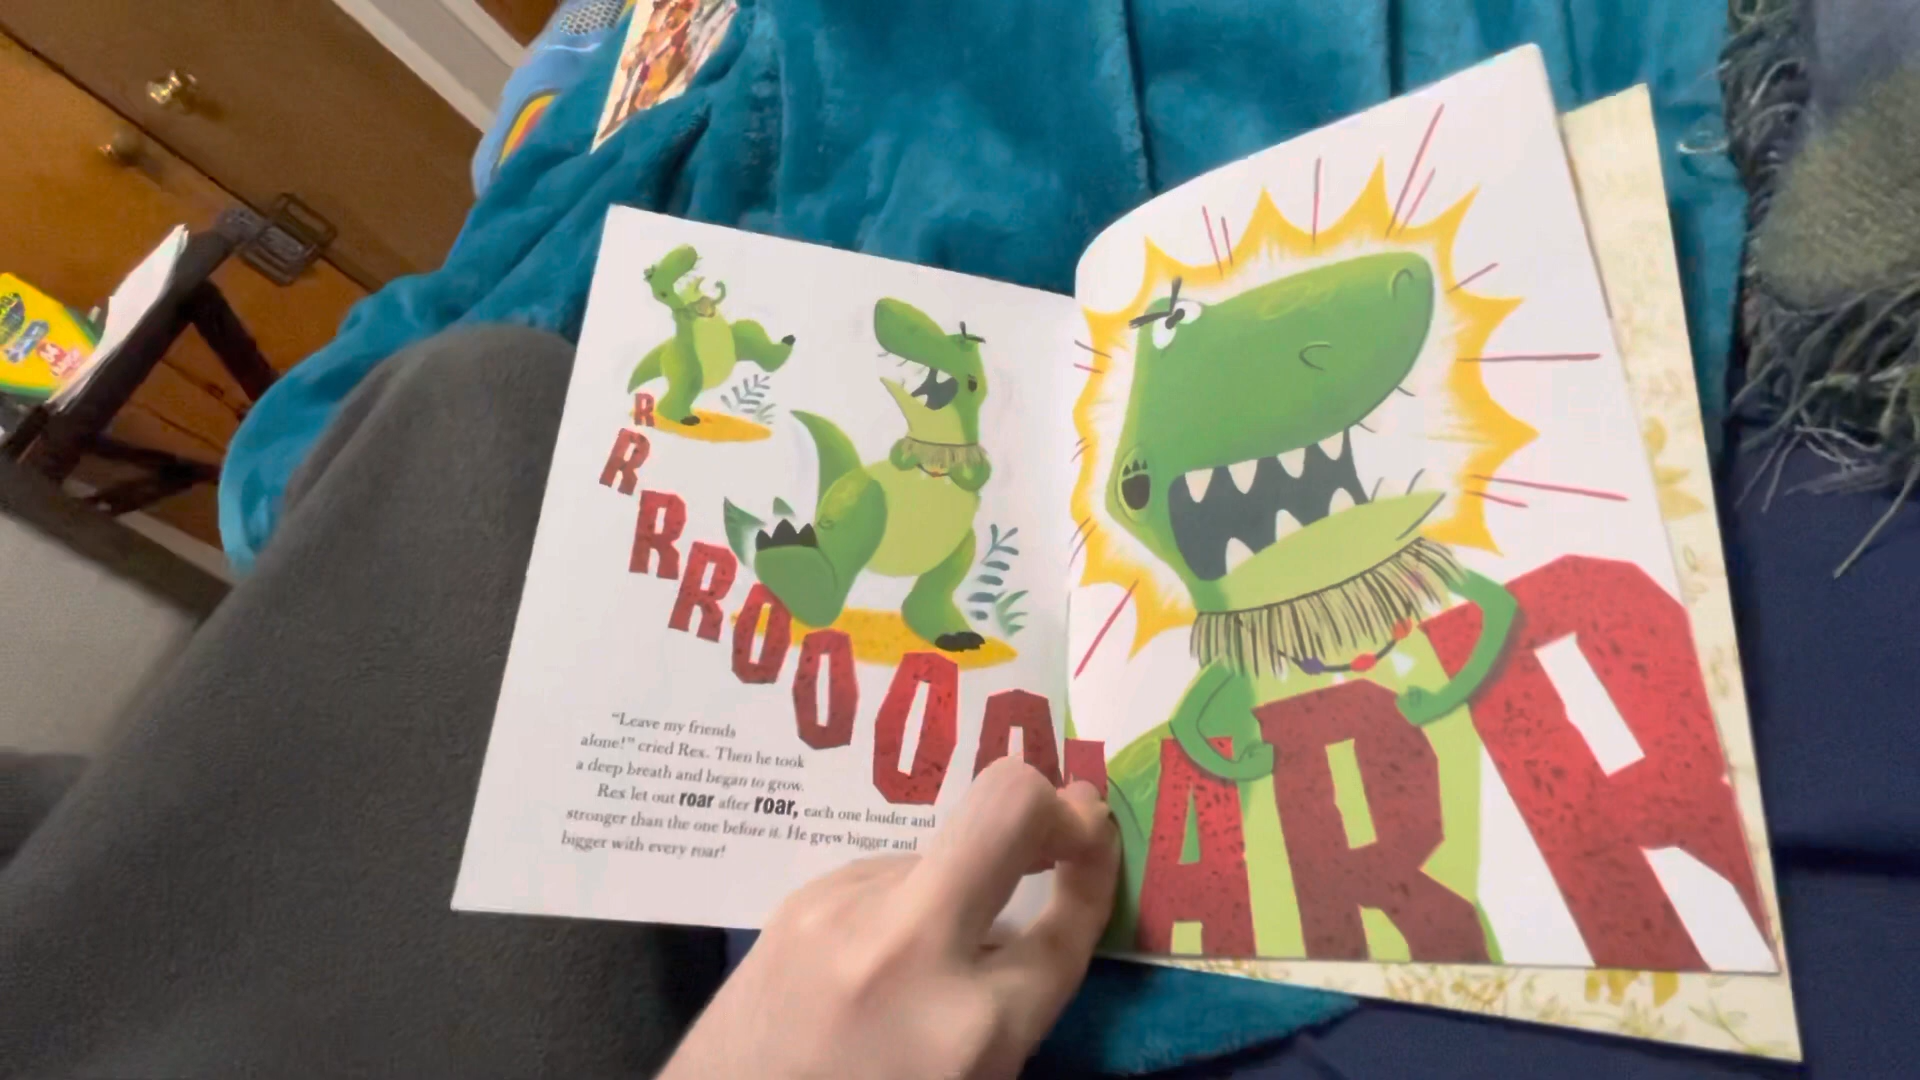 R
R
R
R
R
O
O
O
O
A
R
R
"Leave my friends
alone!" cried Rex. Then he took
a deep breath and began to grow.
Rex let out roar after roar, each one louder and
stronger than the one before it. He grew bigger and
bigger with every roar!
64